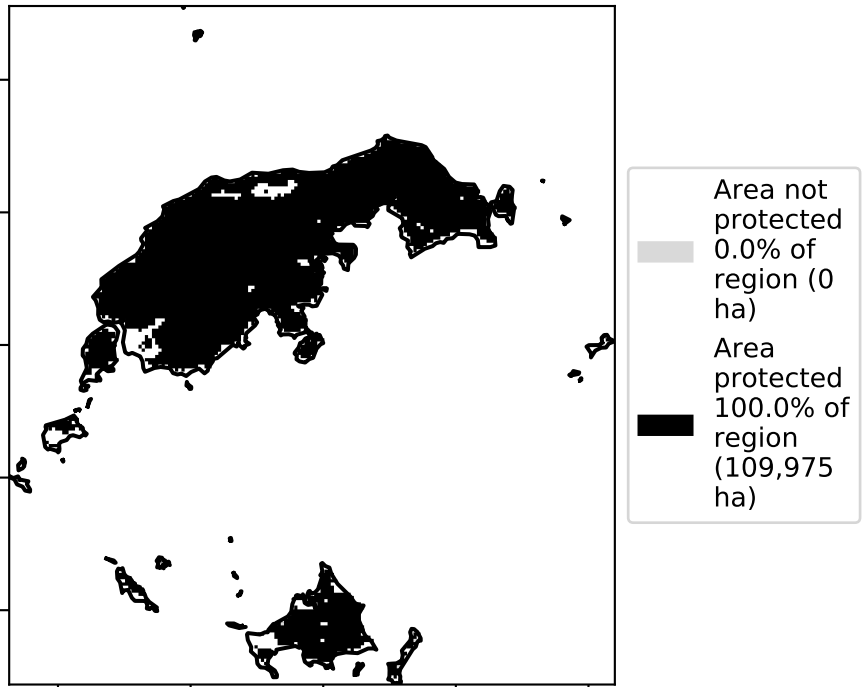 Area not
protected
0.0% of
region (0
ha)
Area
protected
100.0% of
region
(109,975
ha)